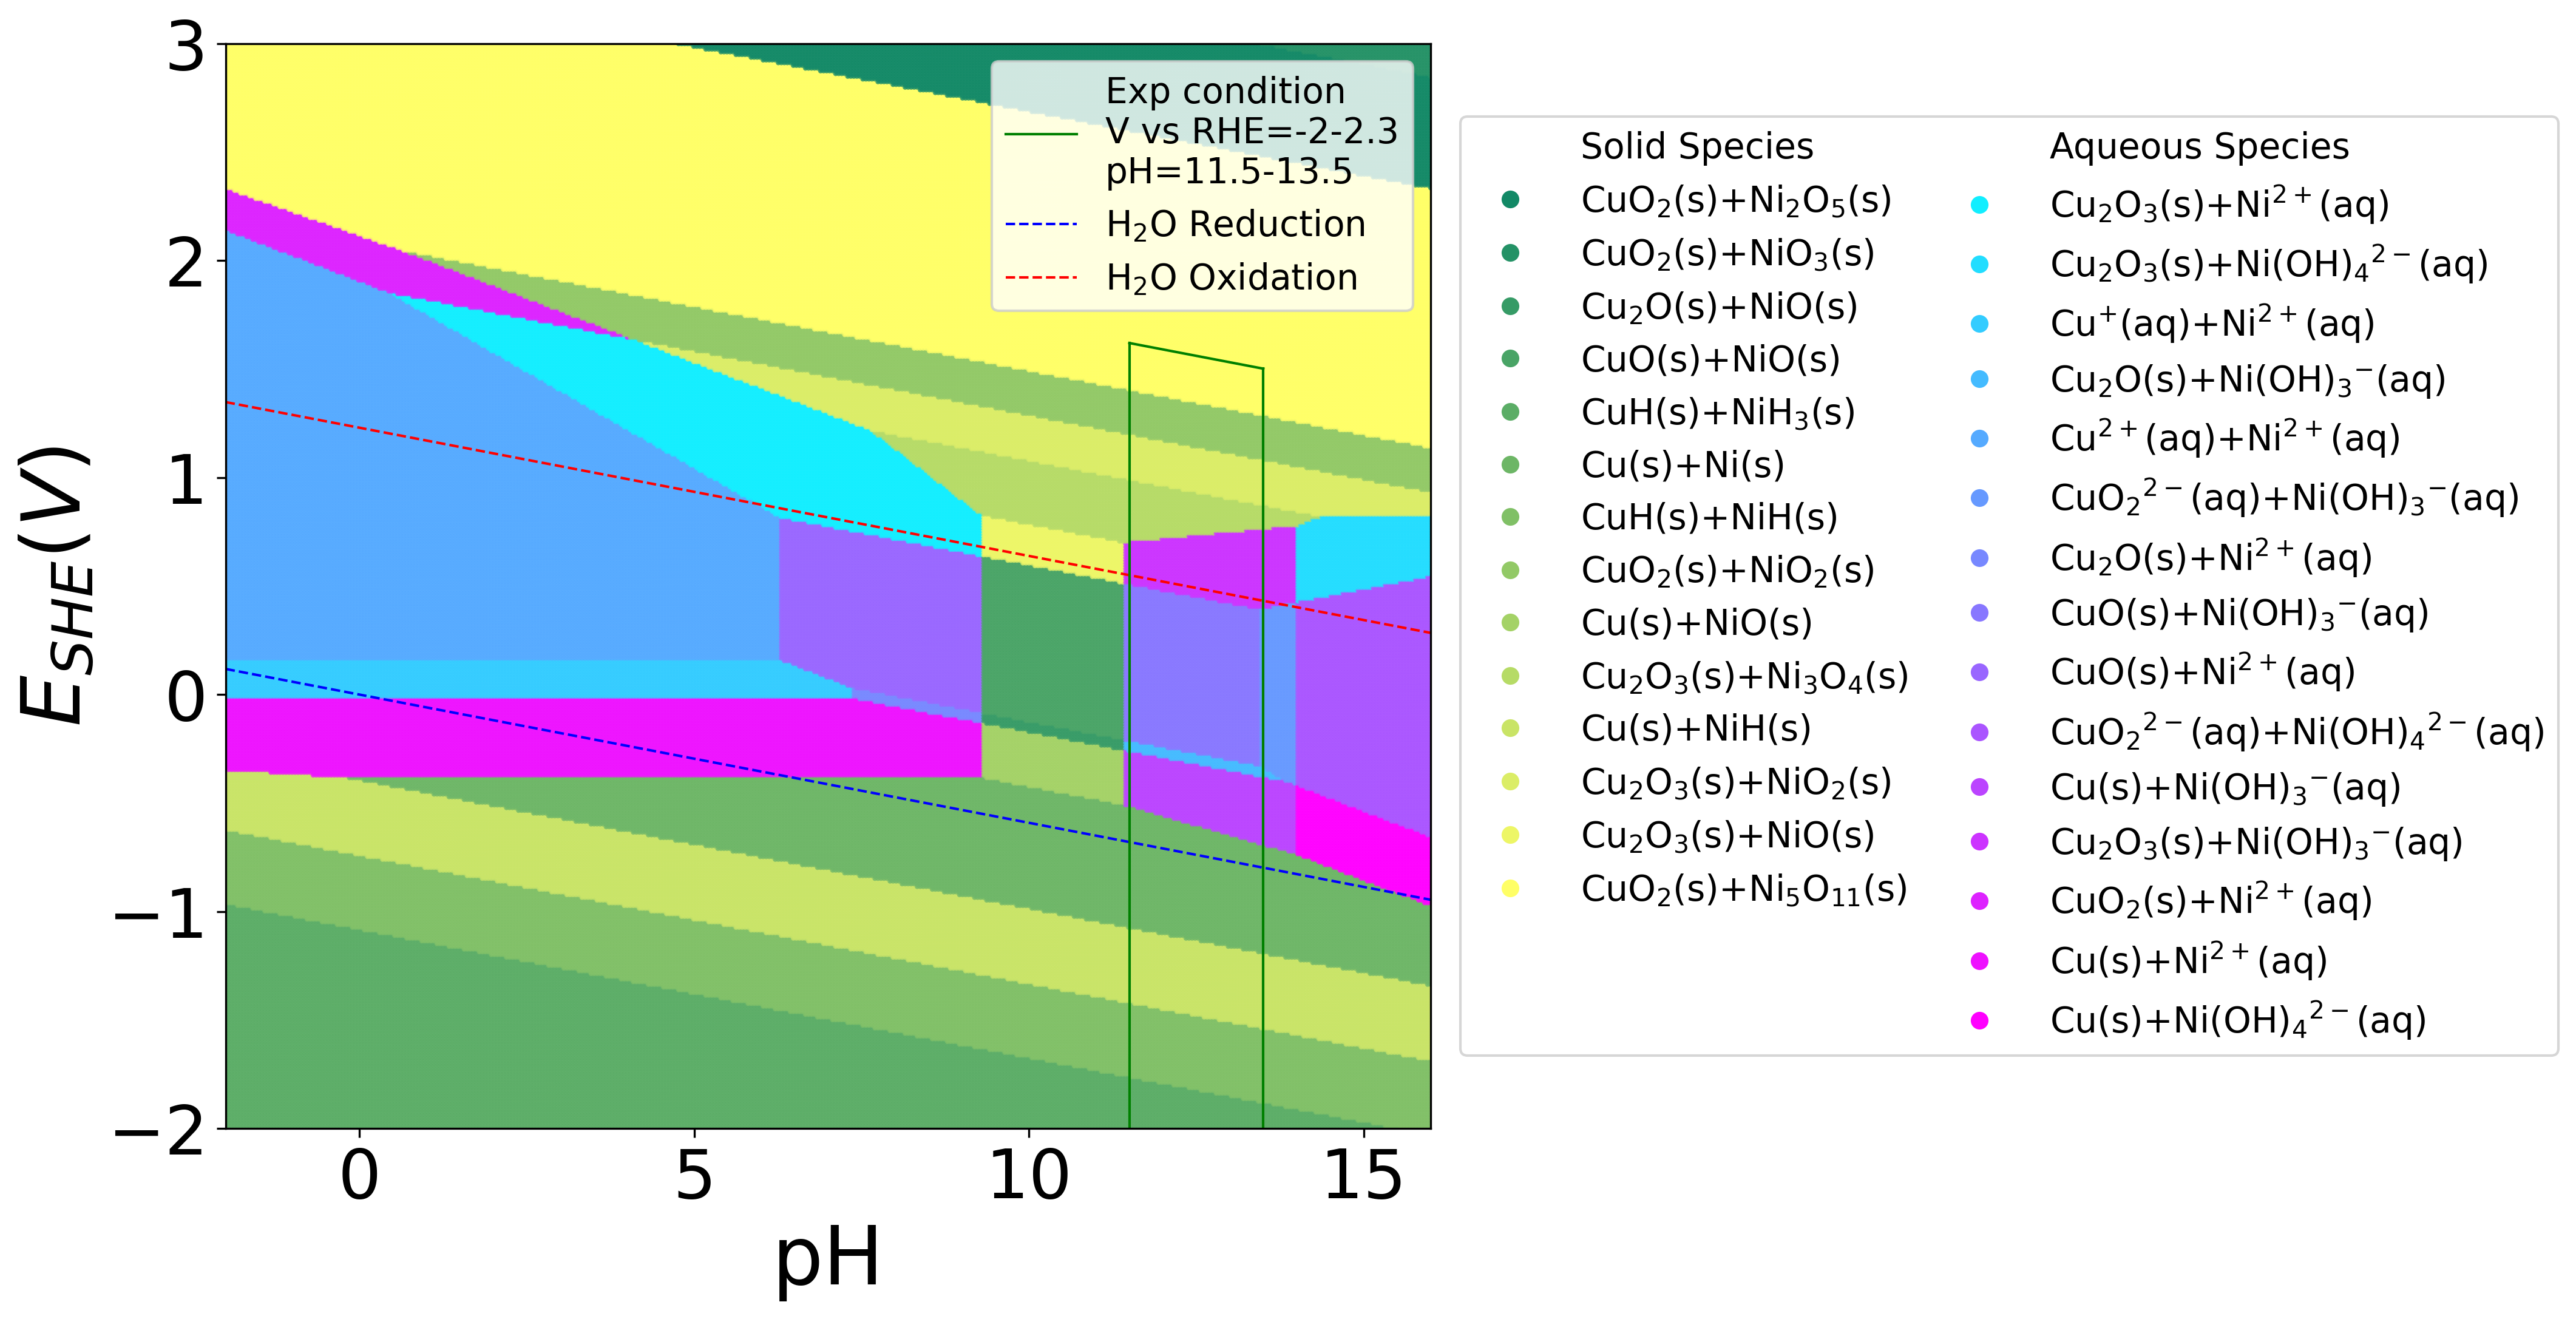 3
2
1
0
−1
−2
E_{SHE}(V)
0 5 10 15
pH
Exp condition
V vs RHE=-2-2.3
pH=11.5-13.5
H₂O Reduction
H₂O Oxidation
Solid Species
CuO₂(s)+Ni₂O₅(s)
CuO₂(s)+NiO₃(s)
Cu₂O(s)+NiO(s)
CuO(s)+NiO(s)
CuH(s)+NiH₃(s)
Cu(s)+Ni(s)
CuH(s)+NiH(s)
CuO₂(s)+NiO₂(s)
Cu(s)+NiO(s)
Cu₂O₃(s)+Ni₃O₄(s)
Cu(s)+NiH(s)
Cu₂O₃(s)+NiO₂(s)
Cu₂O₃(s)+NiO(s)
CuO₂(s)+Ni₅O₁₁(s)
Aqueous Species
Cu₂O₃(s)+Ni²⁺(aq)
Cu₂O₃(s)+Ni(OH)₄²⁻(aq)
Cu⁺(aq)+Ni²⁺(aq)
Cu₂O(s)+Ni(OH)₃⁻(aq)
Cu²⁺(aq)+Ni²⁺(aq)
CuO₂²⁻(aq)+Ni(OH)₃⁻(aq)
Cu₂O(s)+Ni²⁺(aq)
CuO(s)+Ni(OH)₃⁻(aq)
CuO(s)+Ni²⁺(aq)
CuO₂²⁻(aq)+Ni(OH)₄²⁻(aq)
Cu(s)+Ni(OH)₃⁻(aq)
Cu₂O₃(s)+Ni(OH)₃⁻(aq)
CuO₂(s)+Ni²⁺(aq)
Cu(s)+Ni²⁺(aq)
Cu(s)+Ni(OH)₄²⁻(aq)